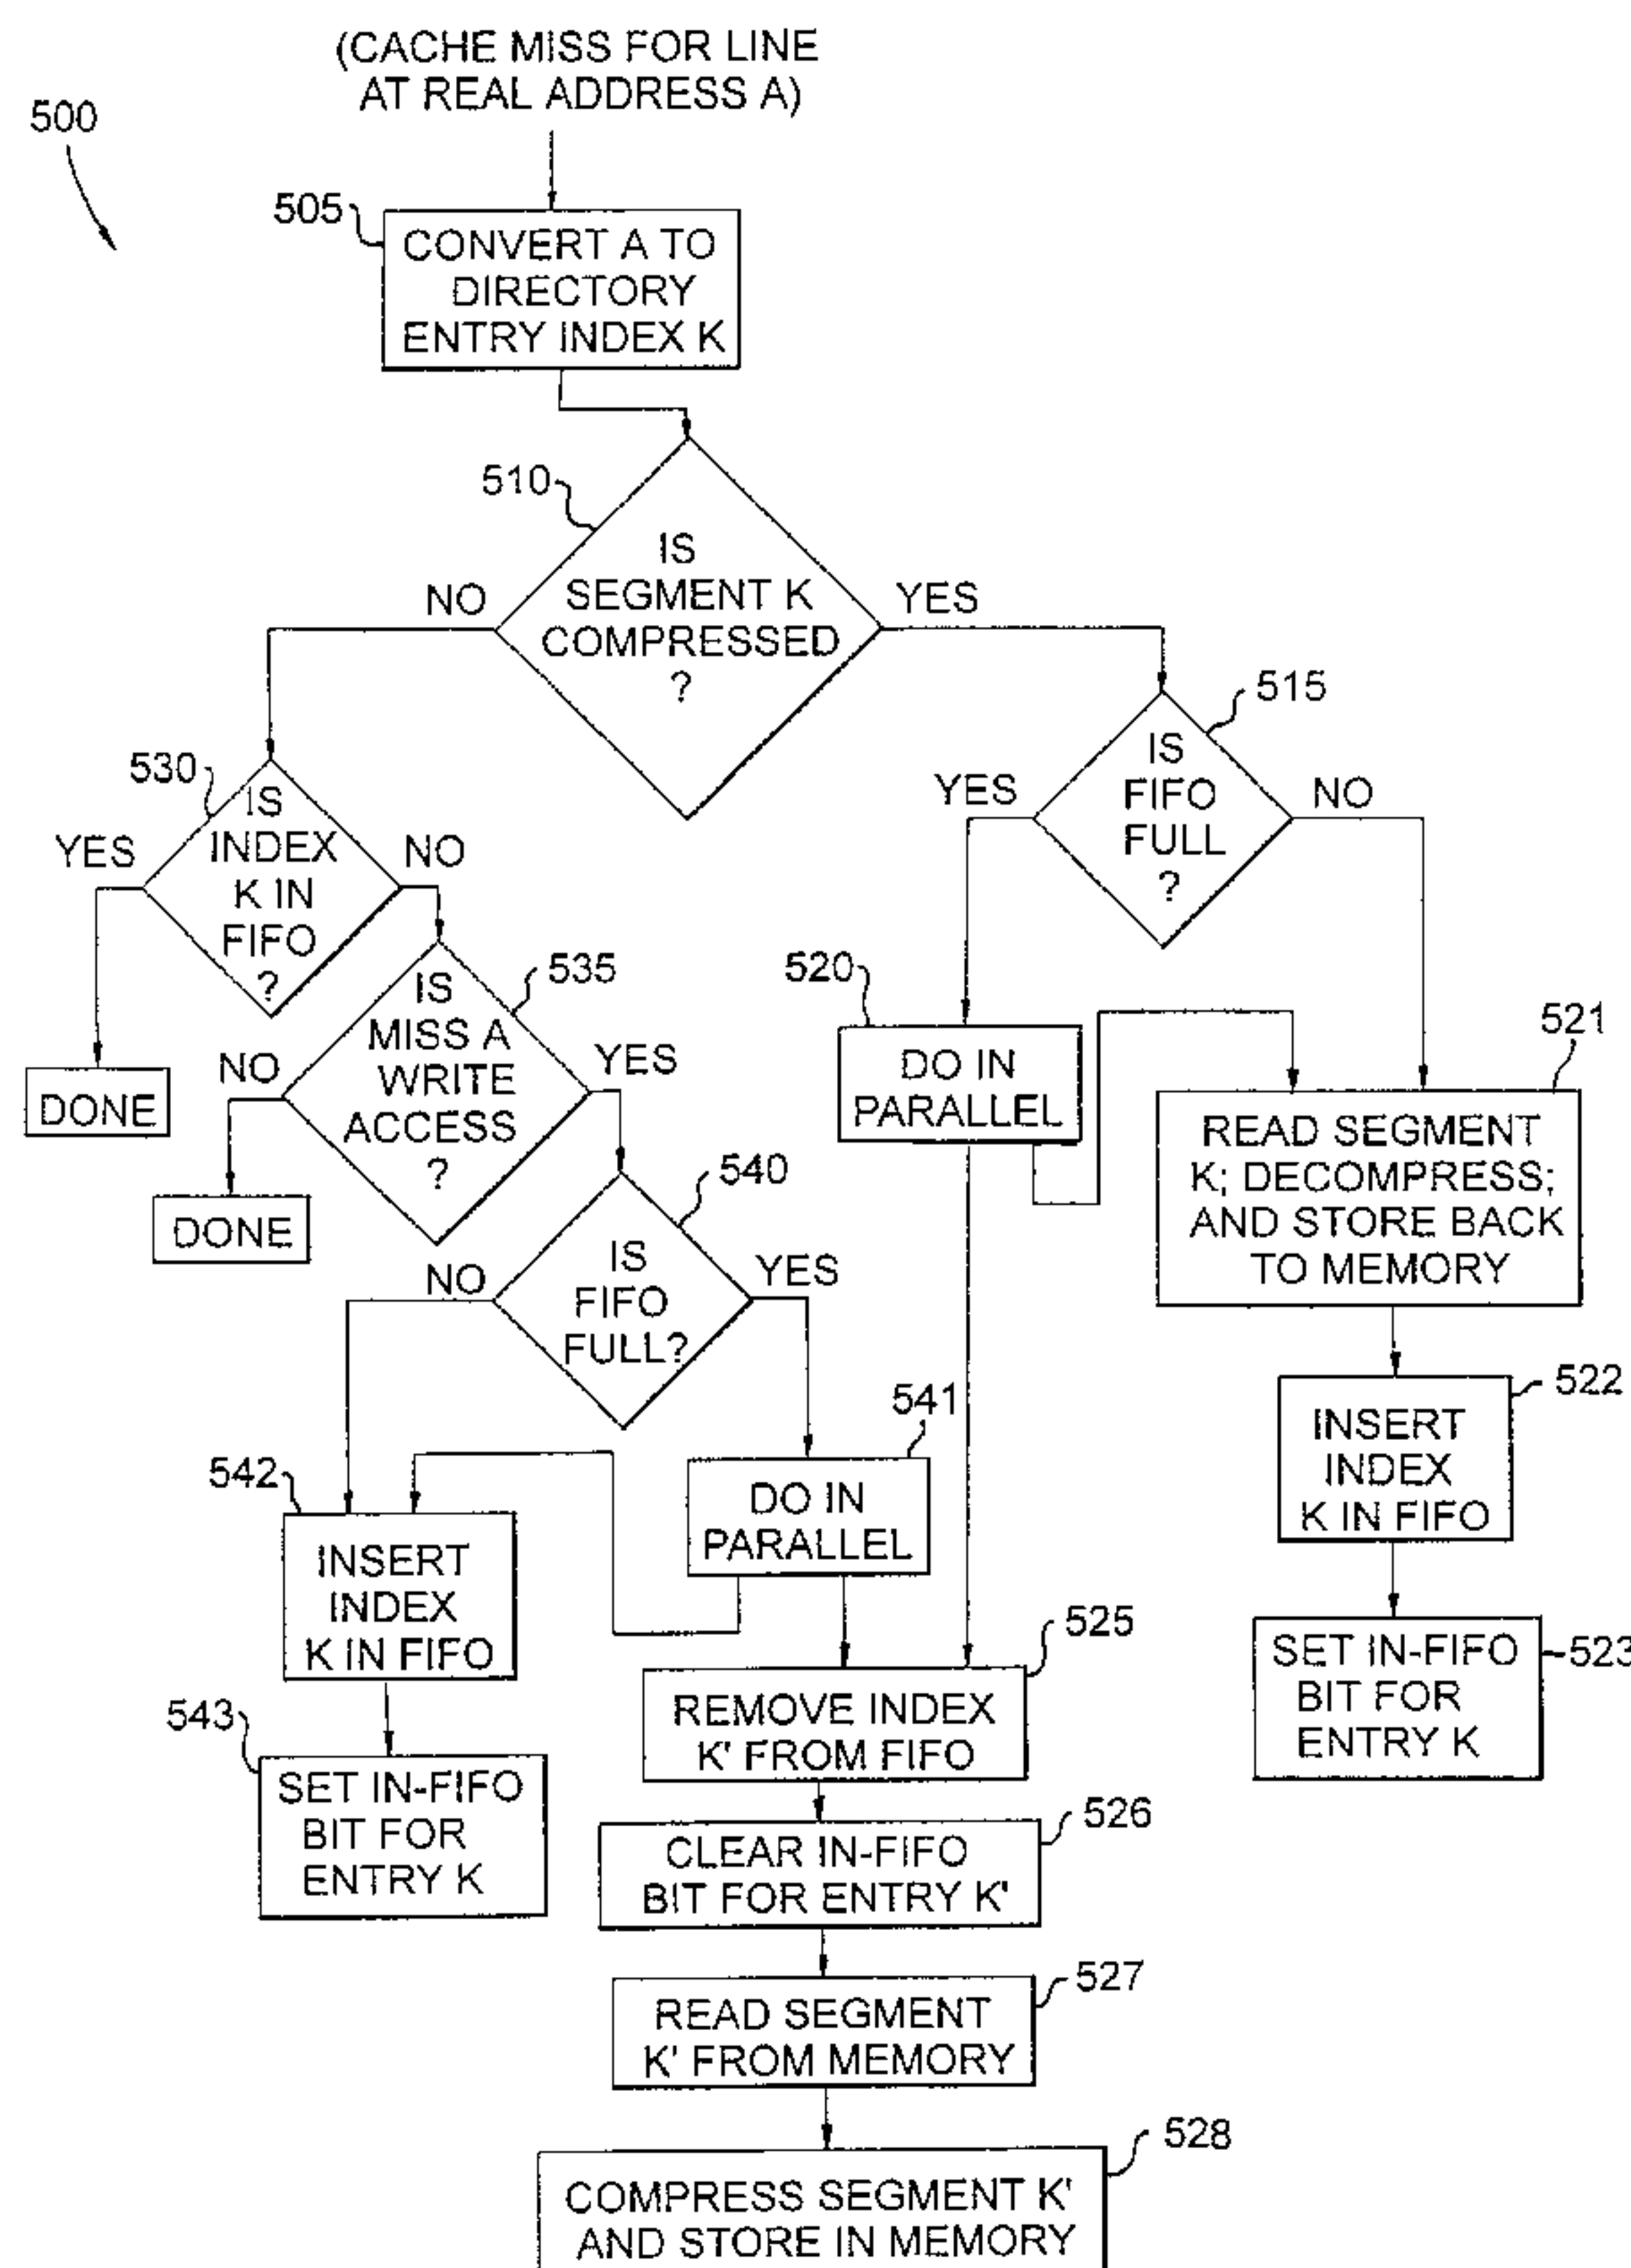 (CACHE MISS FOR LINE
AT REAL ADDRESS A)
500
505
CONVERT A TO
DIRECTORY
ENTRY INDEX K
510
IS
SEGMENT K
COMPRESSED
?
NO
YES
515
IS
FIFO
FULL
?
YES
NO
530
IS
INDEX
K IN
FIFO
?
YES
NO
DONE
535
IS
MISS A
WRITE
ACCESS
?
NO
YES
DONE
520
DO IN
PARALLEL
521
READ SEGMENT
K; DECOMPRESS;
AND STORE BACK
TO MEMORY
540
IS
FIFO
FULL?
NO
YES
522
INSERT
INDEX
K IN FIFO
541
DO IN
PARALLEL
542
INSERT
INDEX
K IN FIFO
523
SET IN-FIFO
BIT FOR
ENTRY K
525
REMOVE INDEX
K' FROM FIFO
543
SET IN-FIFO
BIT FOR
ENTRY K
526
CLEAR IN-FIFO
BIT FOR ENTRY K'
527
READ SEGMENT
K' FROM MEMORY
528
COMPRESS SEGMENT K'
AND STORE IN MEMORY